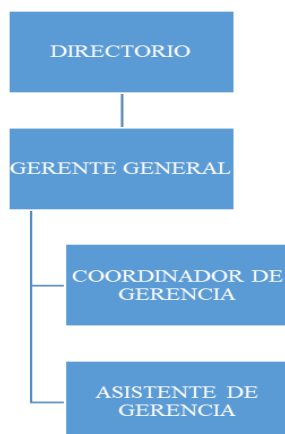 DIRECTORIO
GERENTE GENERAL
COORDINADOR DE
GERENCIA
ASISTENTE DE
GERENCIA